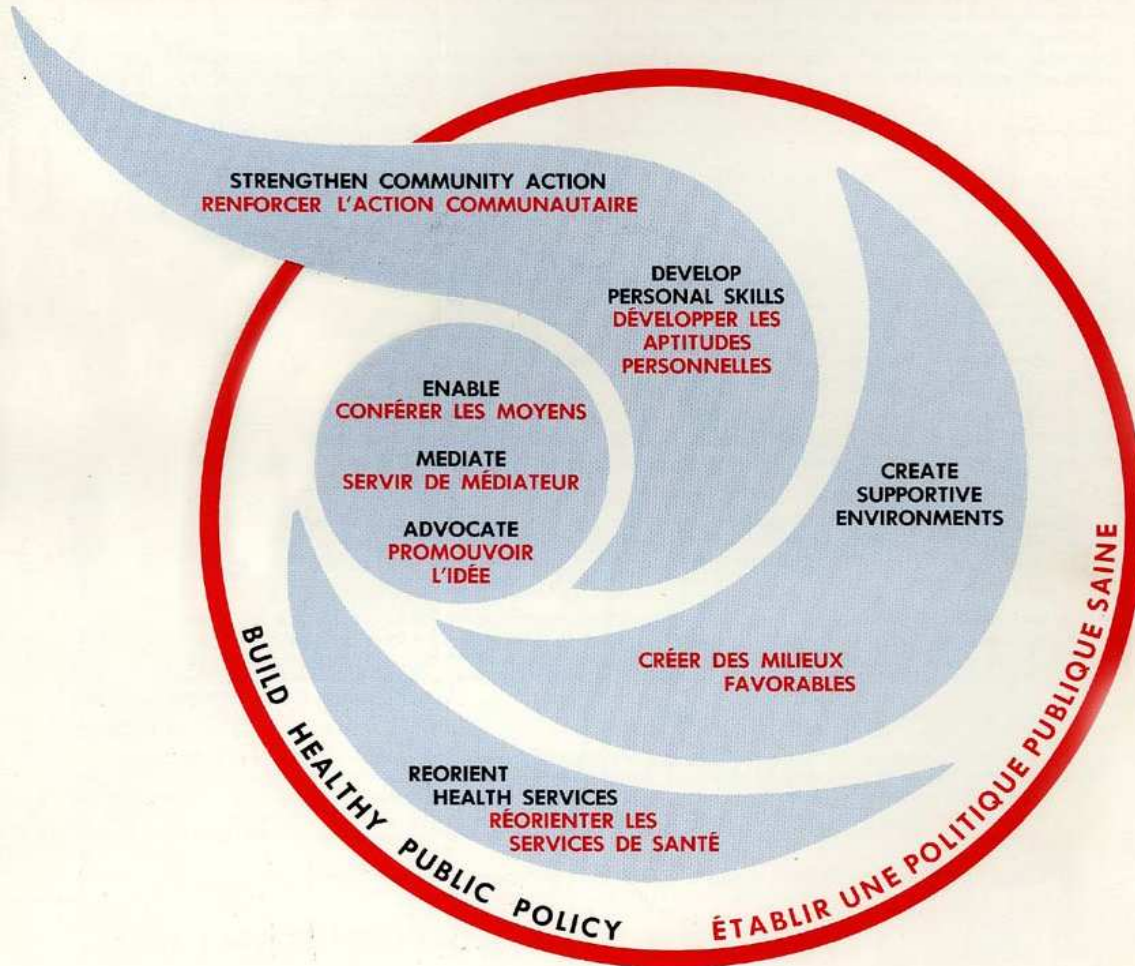 STRENGTHEN COMMUNITY ACTION
RENFORCER L'ACTION COMMUNAUTAIRE
DEVELOP
PERSONAL SKILLS
DÉVELOPPER LES
APTITUDES
PERSONNELLES
ENABLE
CONFÉRER LES MOYENS
MEDIATE
SERVIR DE MÉDIATEUR
ADVOCATE
PROMOUVOIR
L'IDÉE
CREATE
SUPPORTIVE
ENVIRONMENTS
CRÉER DES MILIEUX
FAVORABLES
REORIENT
HEALTH SERVICES
RÉORIENTER LES
SERVICES DE SANTÉ
BUILD HEALTHY PUBLIC POLICY
ÉTABLIR UNE POLITIQUE PUBLIQUE SAINE